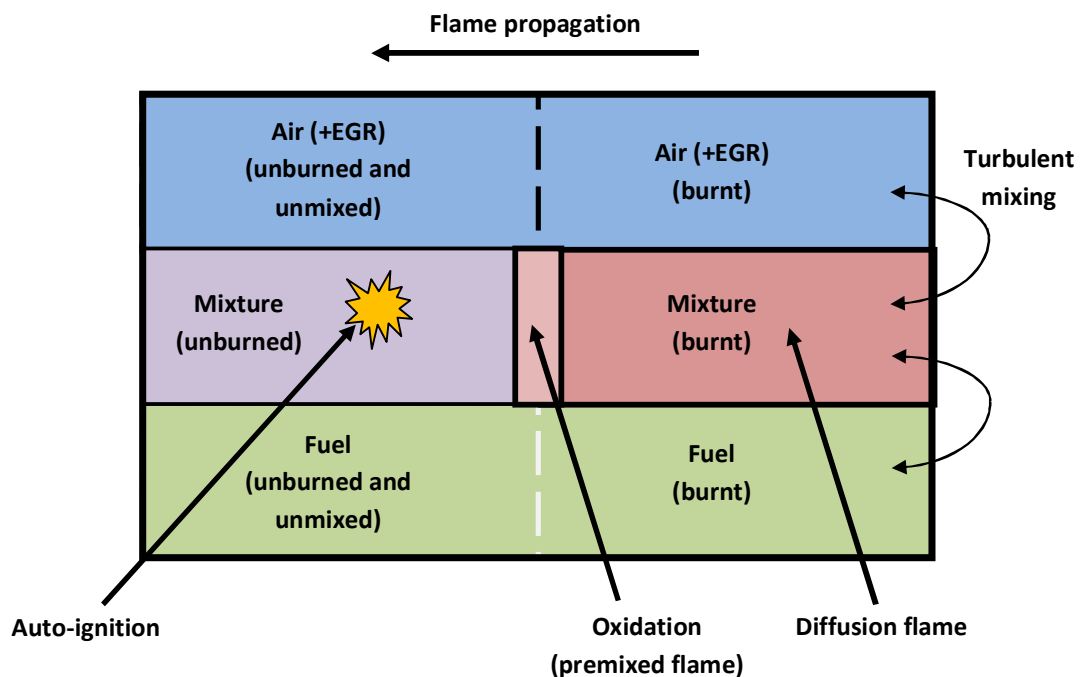 Flame propagation
Air (+EGR)
(unburned and
unmixed)
Air (+EGR)
(burnt)
Turbulent
mixing
Mixture
(unburned)
Mixture
(burnt)
Fuel
(unburned and
unmixed)
Fuel
(burnt)
Auto-ignition
Oxidation
(premixed flame)
Diffusion flame